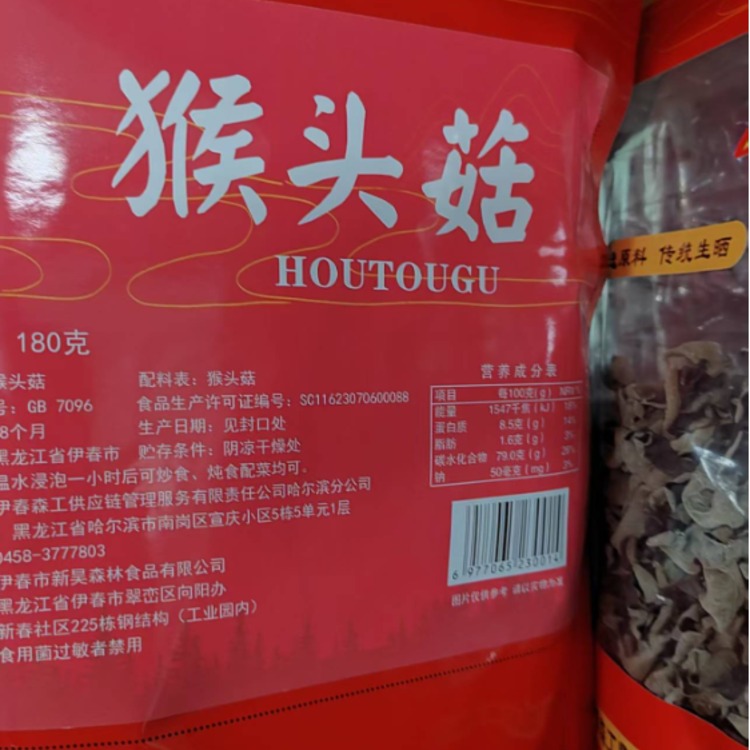 猴头菇
HOUTOUGU
180克
猴头菇
配料表：猴头菇
号：GB 7096
食品生产许可证编号：SC11623070600088
8个月
生产日期：见封口处
黑龙江省伊春市
贮存条件：阴凉干燥处
温水浸泡一小时后可炒食、炖食配菜均可。
伊春森工供应链管理服务有限责任公司哈尔滨分公司
黑龙江省哈尔滨市南岗区宣庆小区5栋5单元1层
0458-3777803
伊春市新昊森林食品有限公司
黑龙江省伊春市翠峦区向阳办
新春社区225栋钢结构（工业园内）
食用菌过敏者禁用
营养成分表
项目 每100克(g) NRV%
能量 1547千焦(kJ) 18%
蛋白质 8.5克(g) 14%
脂肪 1.6克(g) 3%
碳水化合物 79.0克(g) 26%
钠 50毫克(mg) 3%
6 977065 230014
图片仅供参考 请以实物为准
原料 传统生晒